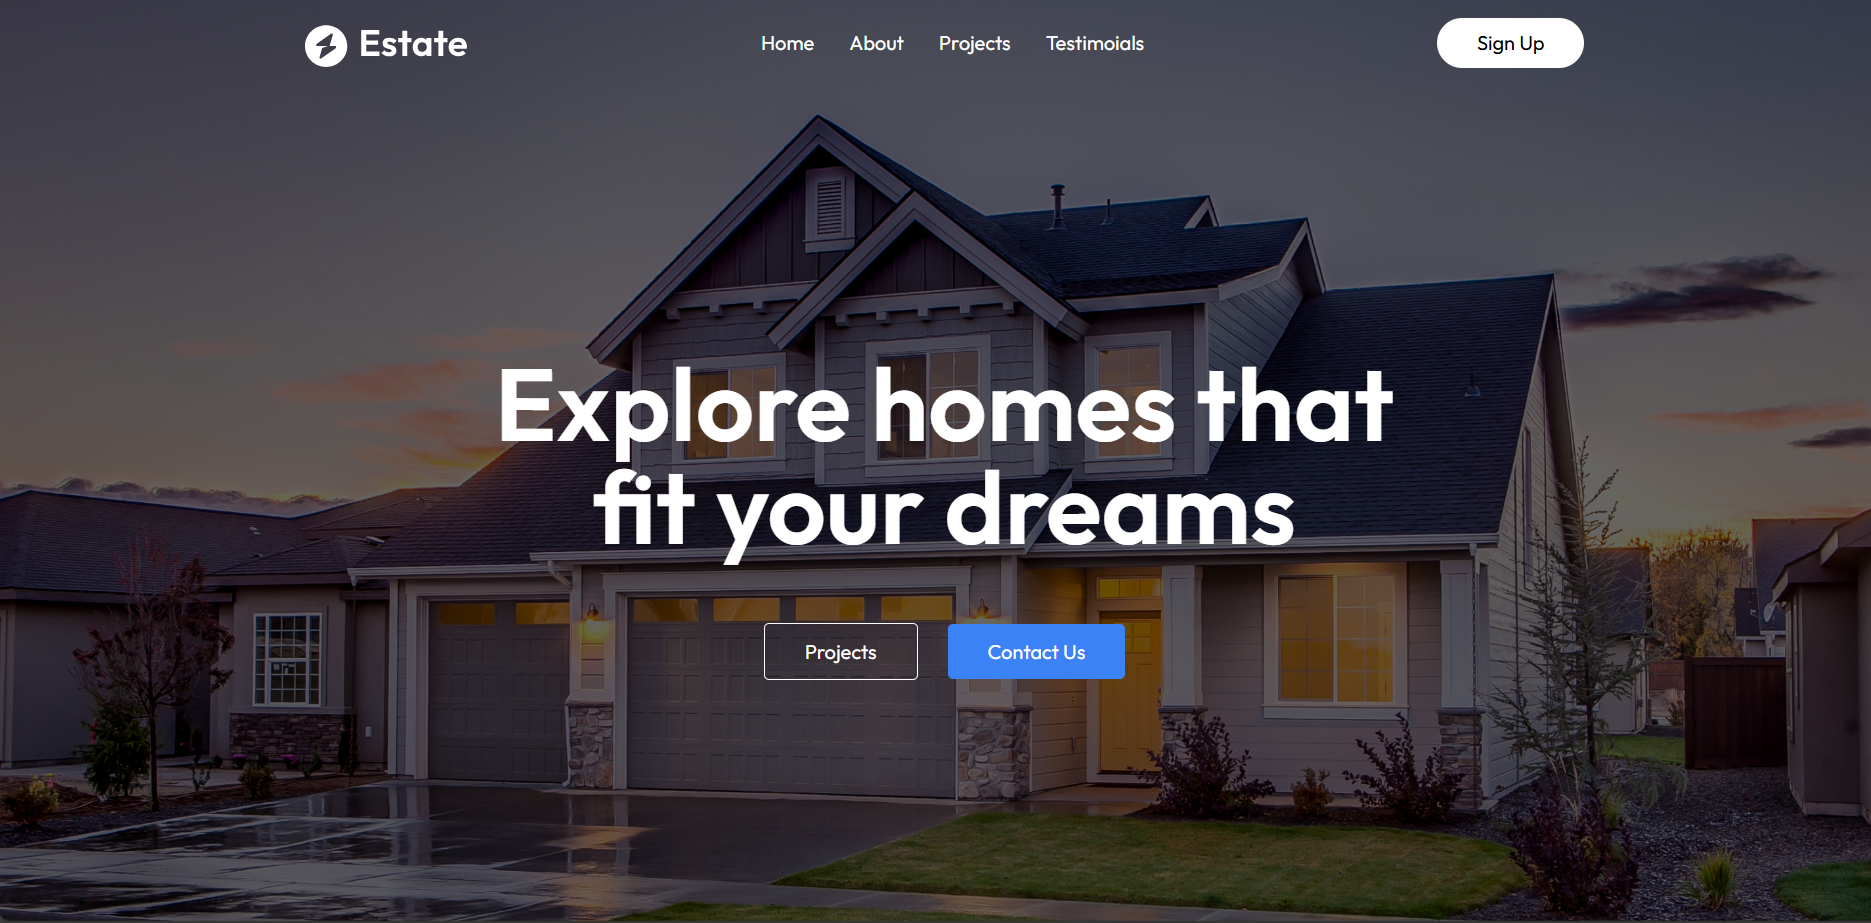 Estate
Home About Projects Testimoials
Sign Up
Explore homes that
fit your dreams
Projects Contact Us